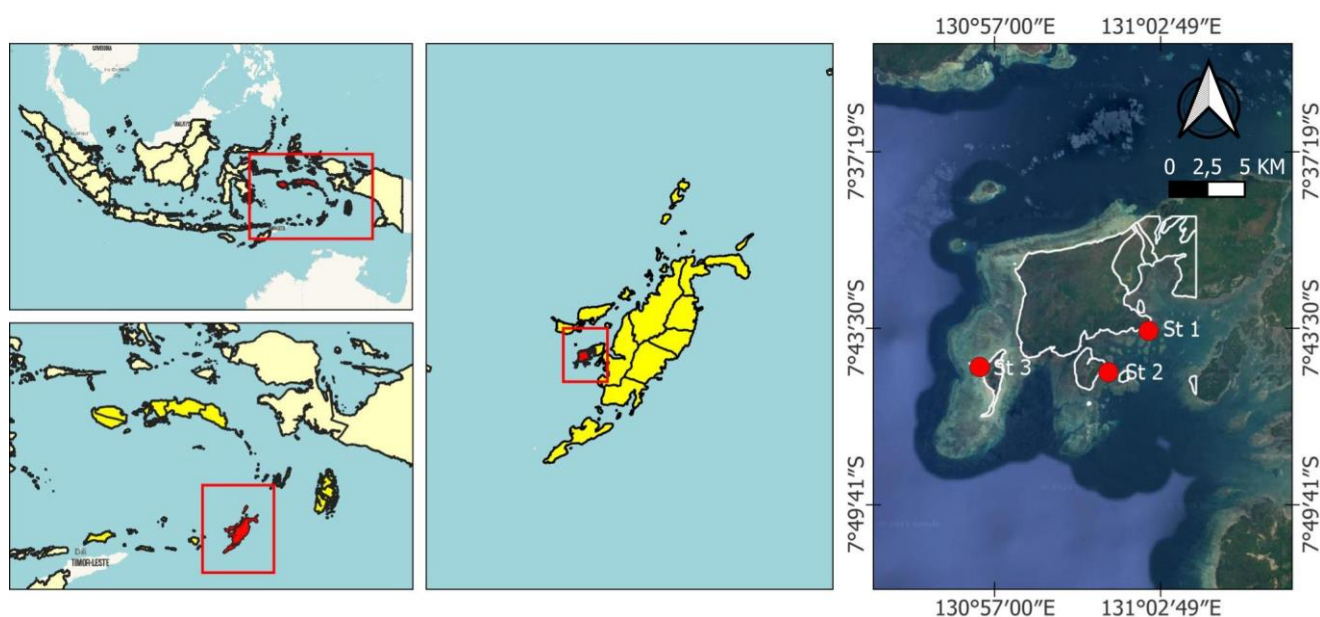 130°57′00″E 131°02′49″E
7°37′19″S
7°37′19″S
0 2,5 5 KM
7°43′30″S
7°43′30″S
St 1
St 2
St 3
7°49′41″S
7°49′41″S
130°57′00″E 131°02′49″E
Dili
TIMOR-LESTE